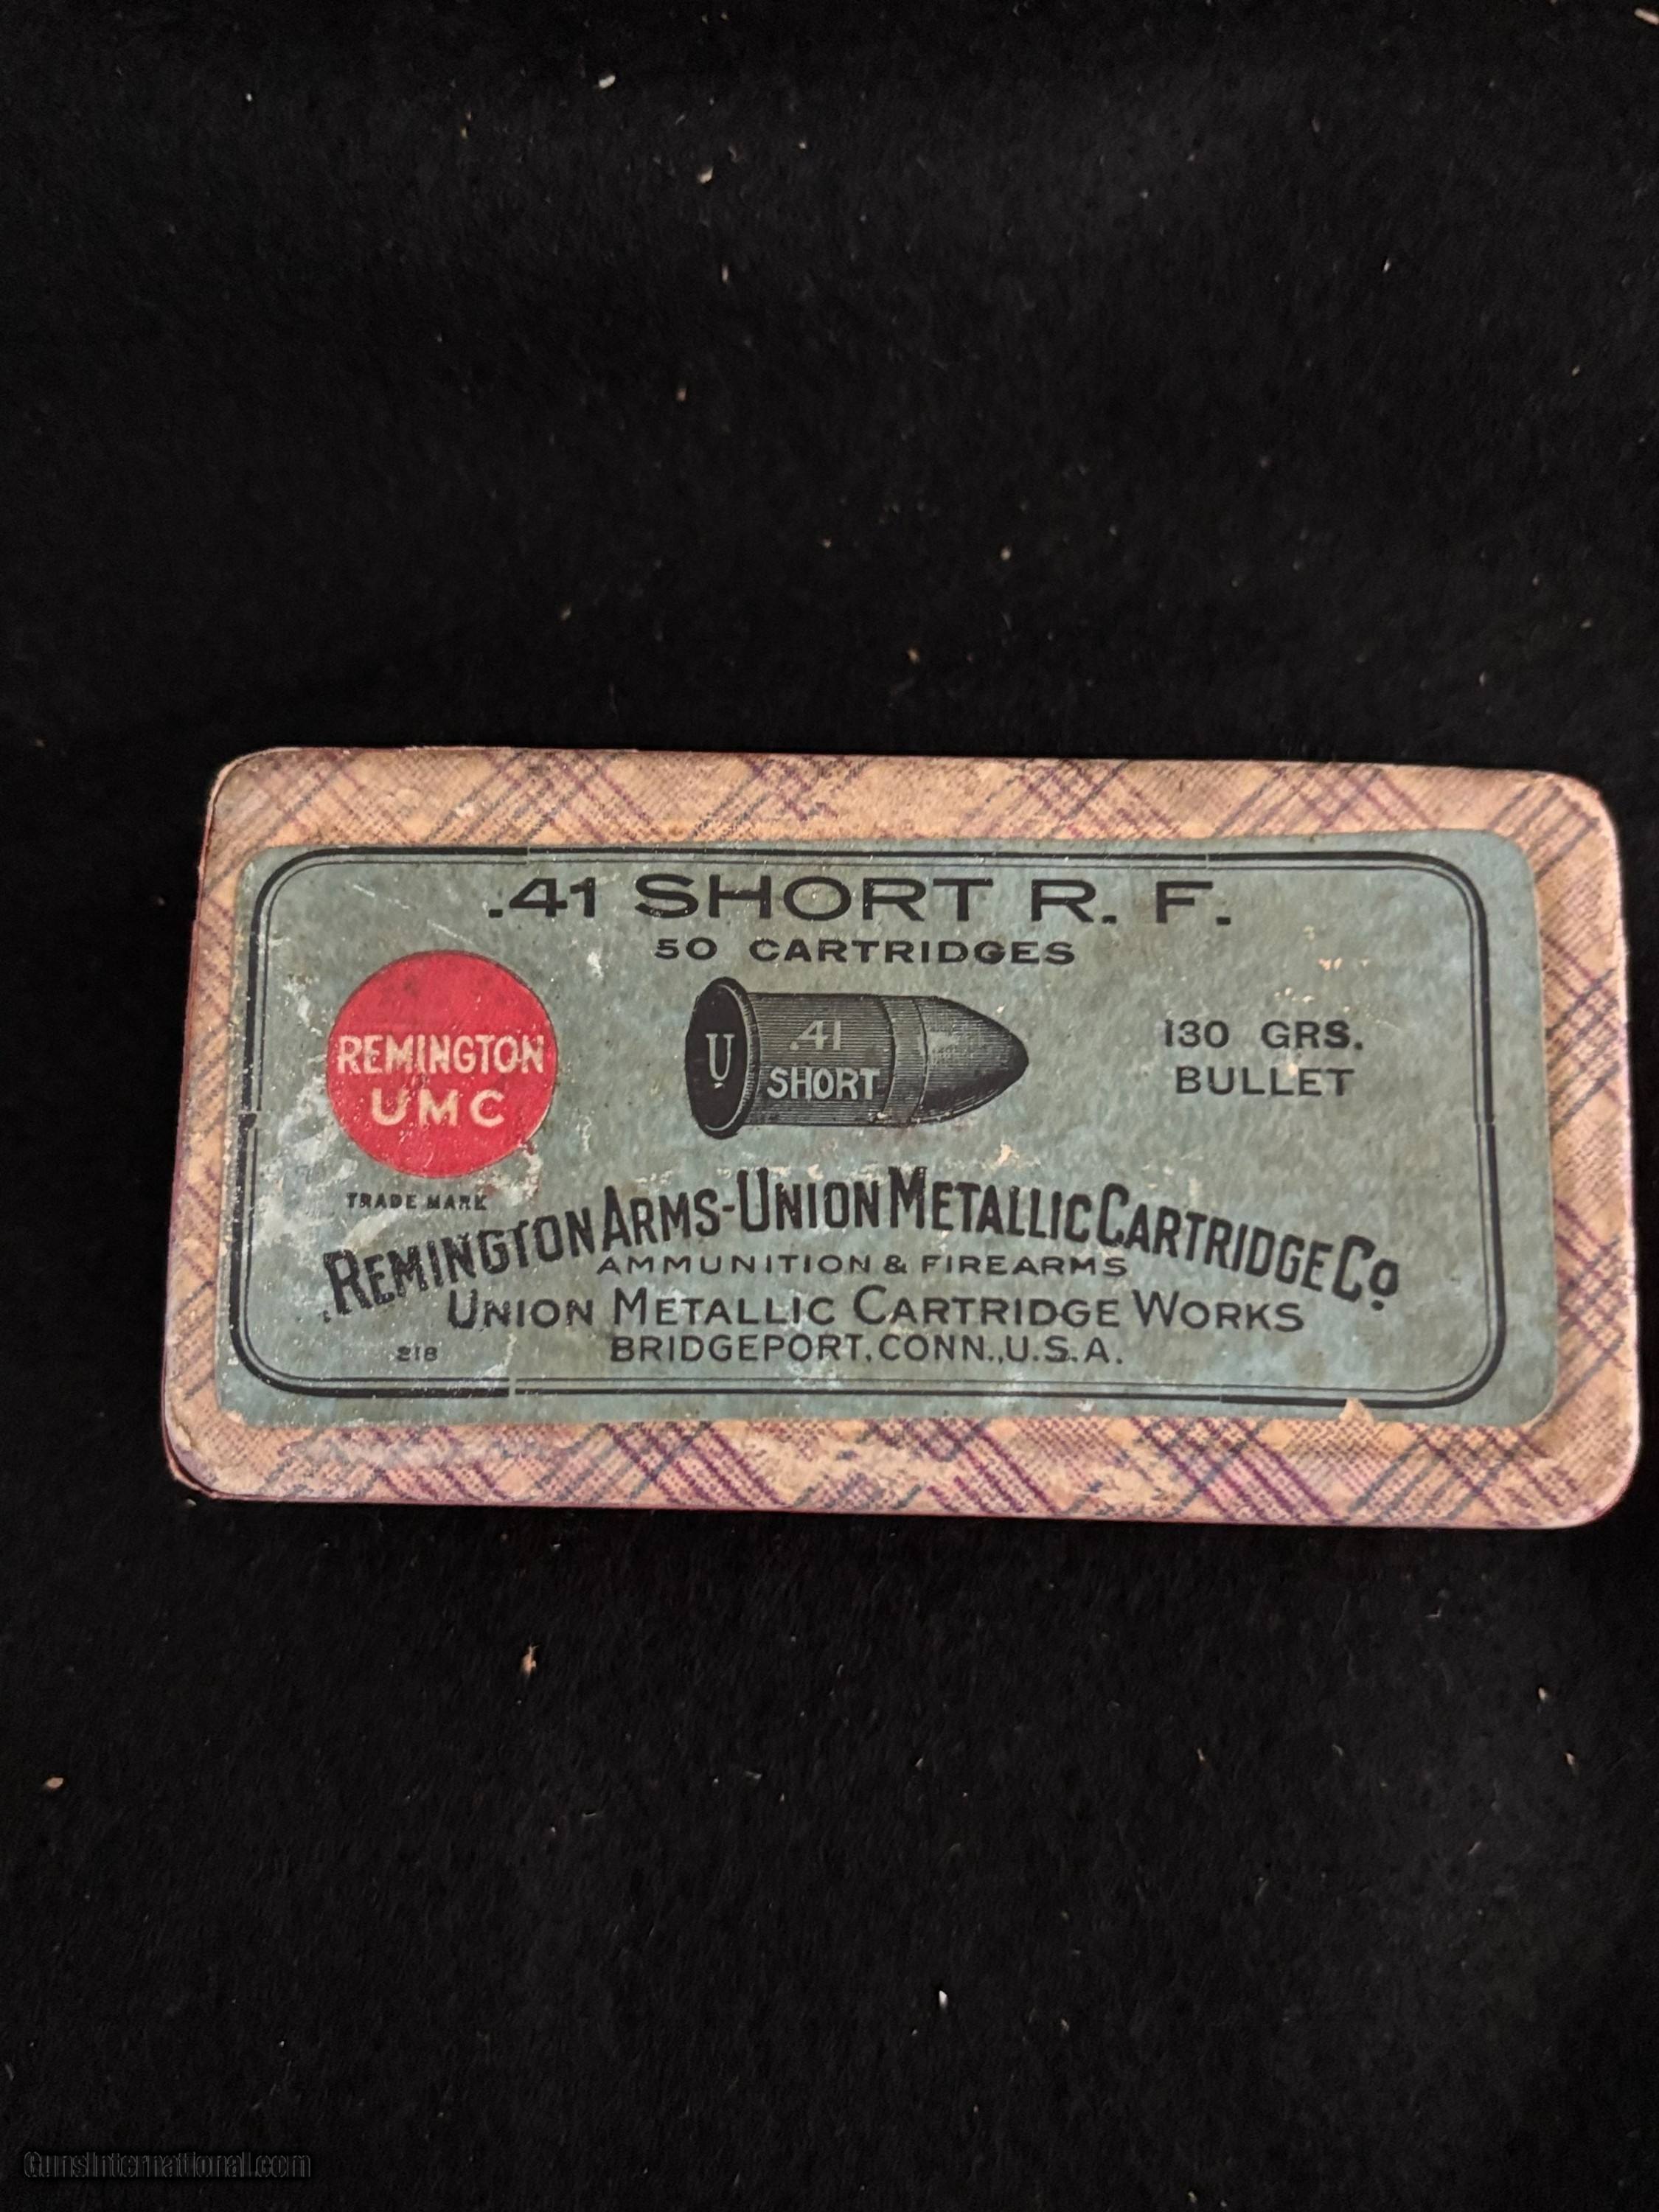 .41 SHORT R. F.
50 CARTRIDGES
REMINGTON
UMC
TRADE MARK
U
.41
SHORT
130 GRS.
BULLET
REMINGTON ARMS-UNION METALLIC CARTRIDGE Co
AMMUNITION & FIREARMS
UNION METALLIC CARTRIDGE WORKS
218
BRIDGEPORT, CONN., U.S.A.
GunsInternational.com